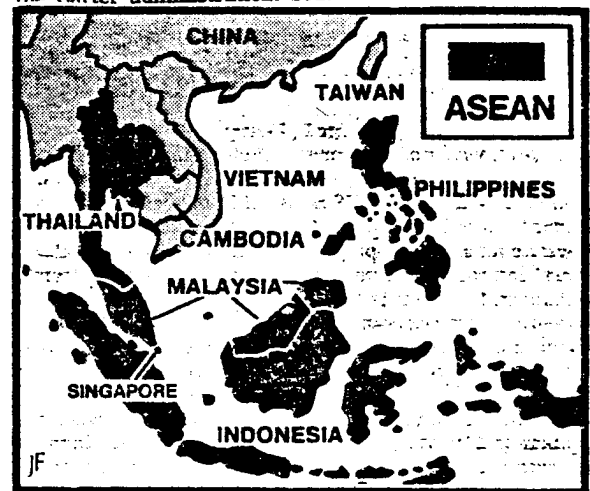 CHINA
TAIWAN
ASEAN
VIETNAM
PHILIPPINES
THAILAND
CAMBODIA
MALAYSIA
SINGAPORE
INDONESIA
JF